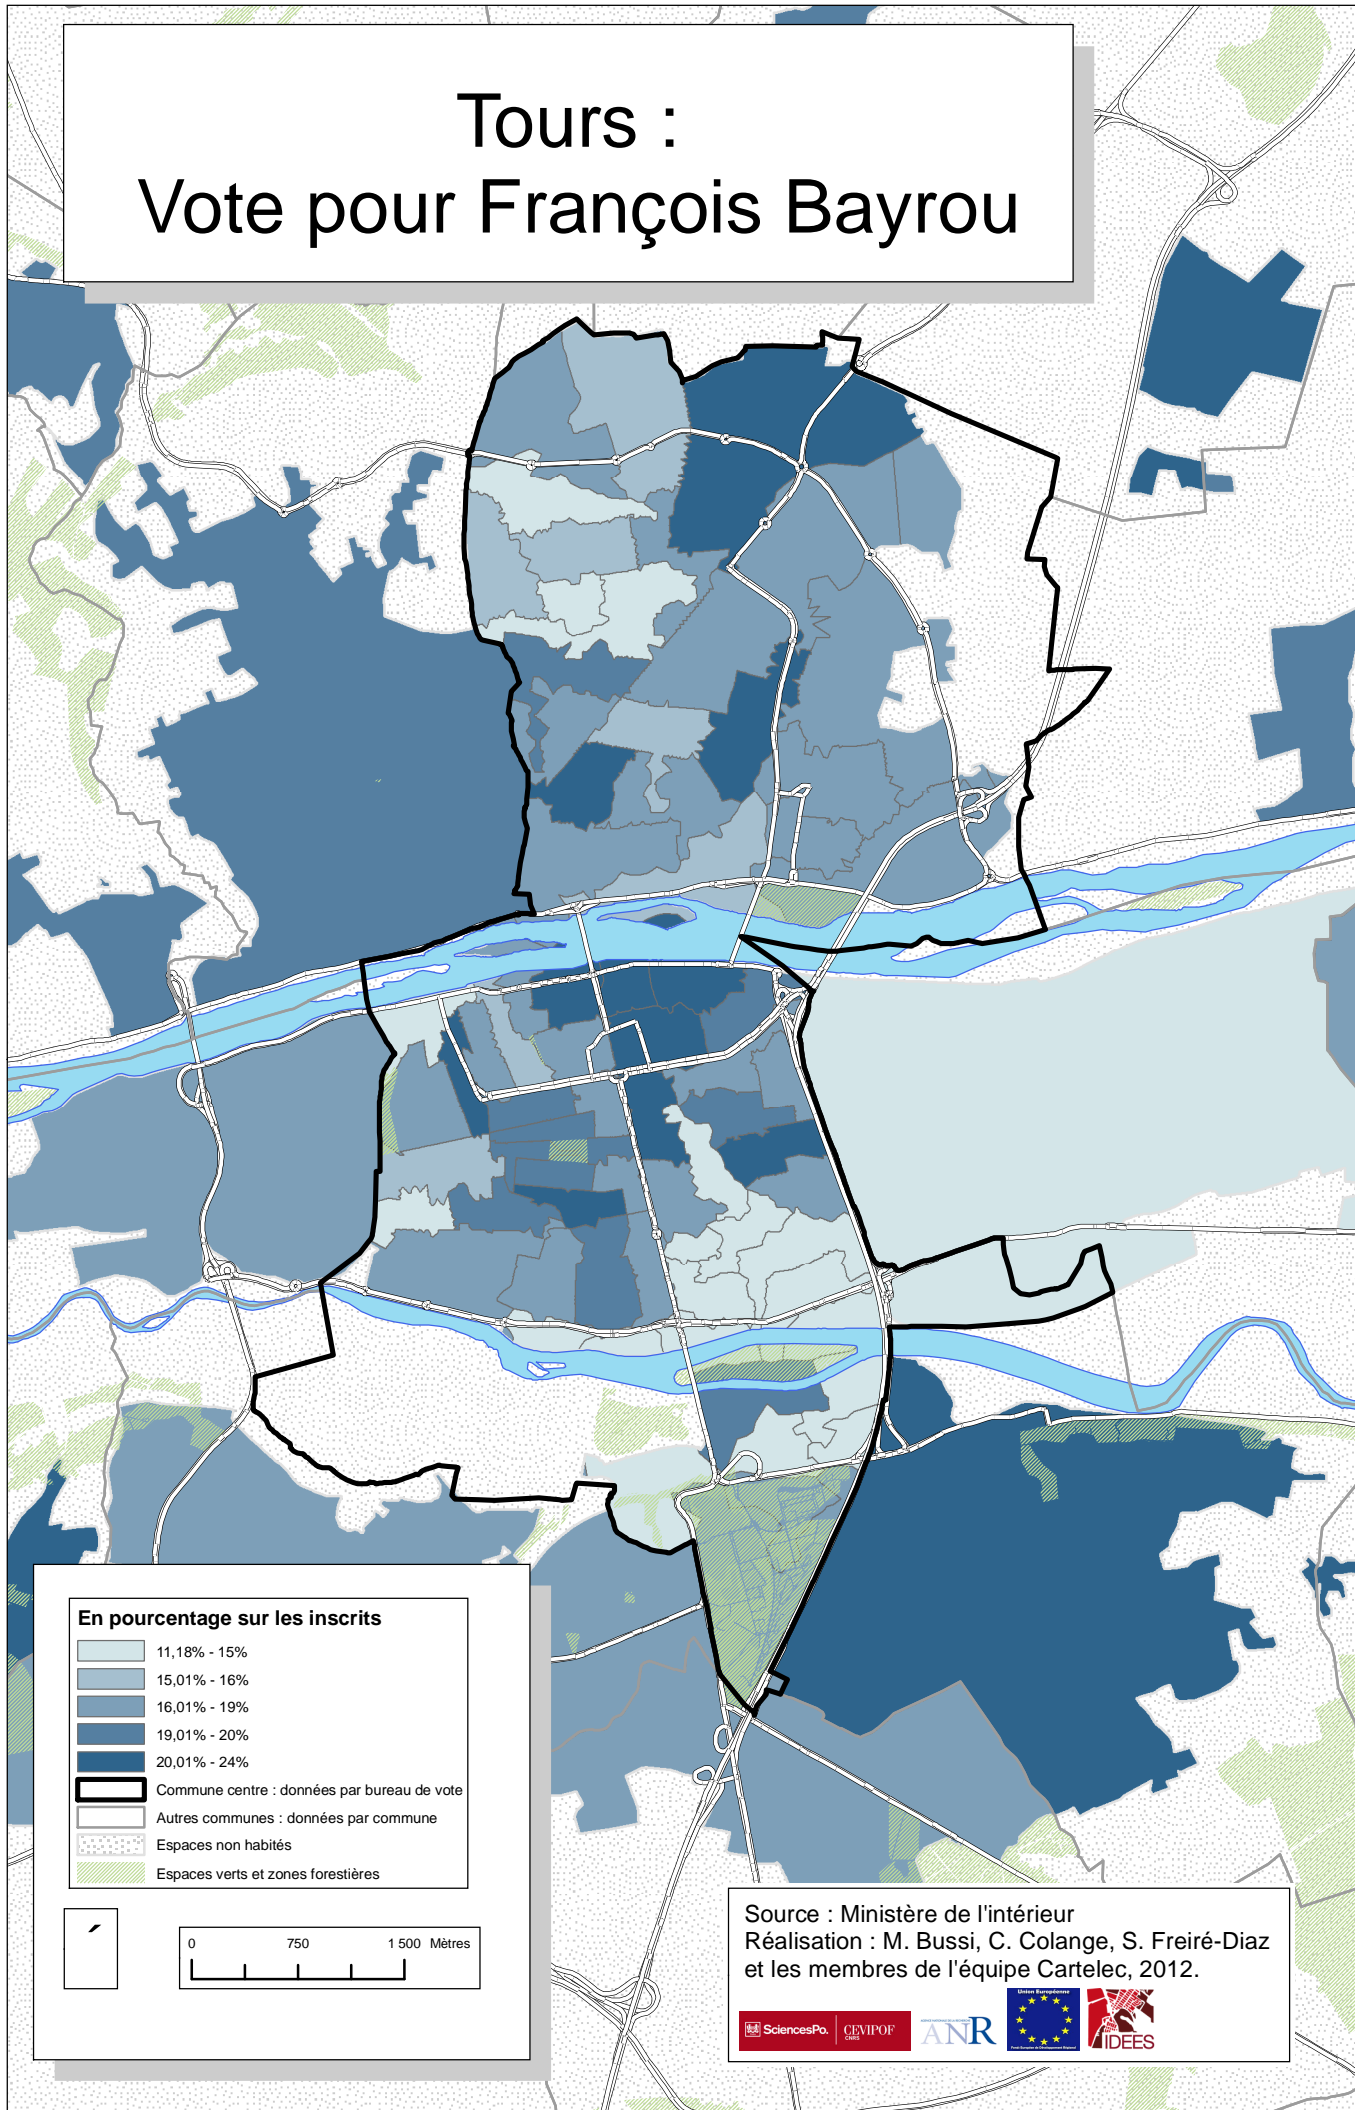 Tours :
Vote pour François Bayrou
En pourcentage sur les inscrits
11,18% - 15%
15,01% - 16%
16,01% - 19%
19,01% - 20%
20,01% - 24%
Commune centre : données par bureau de vote
Autres communes : données par commune
Espaces non habités
Espaces verts et zones forestières
0 750 1 500 Mètres
Source : Ministère de l'intérieur
Réalisation : M. Bussi, C. Colange, S. Freiré-Diaz
et les membres de l'équipe Cartelec, 2012.
SciencesPo.
CEVIPOF
CNRS
ANR
Union Européenne
IDEES